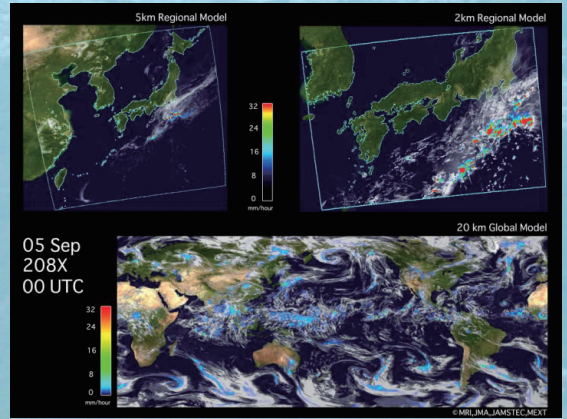 5km Regional Model
2km Regional Model
32
24
16
8
0
mm/hour
20 km Global Model
05 Sep
208X
00 UTC
32
24
16
8
0
mm/hour
©MRI,JMA,JAMSTEC,MEXT